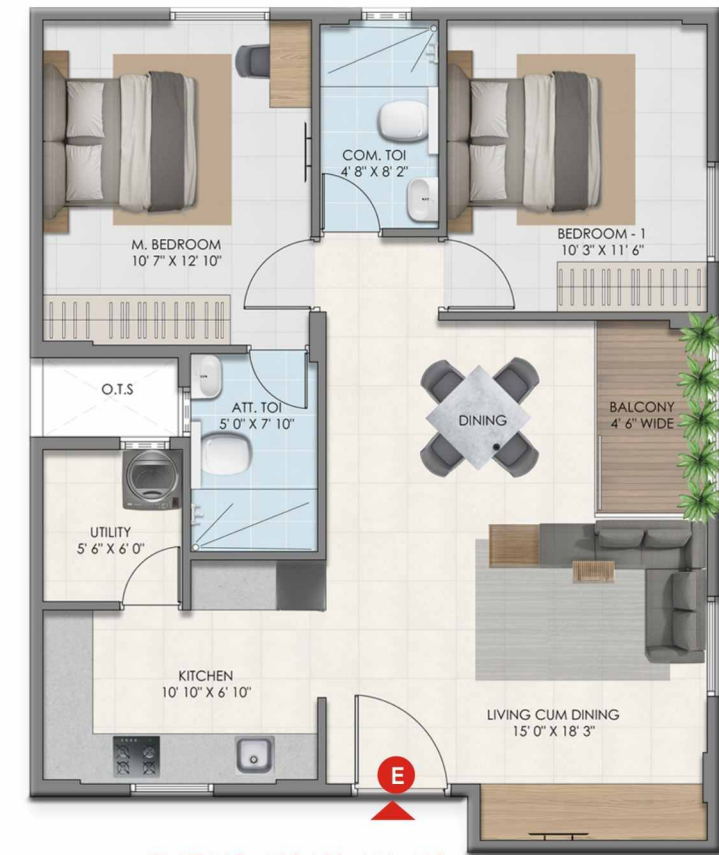 COM. TOI
4' 8" X 8' 2"
M. BEDROOM
10' 7" X 12' 10"
BEDROOM - 1
10' 3" X 11' 6"
O.T.S
ATT. TOI
5' 0" X 7' 10"
DINING
BALCONY
4' 6" WIDE
UTILITY
5' 6" X 6' 0"
KITCHEN
10' 10" X 6' 10"
LIVING CUM DINING
15' 0" X 18' 3"
E